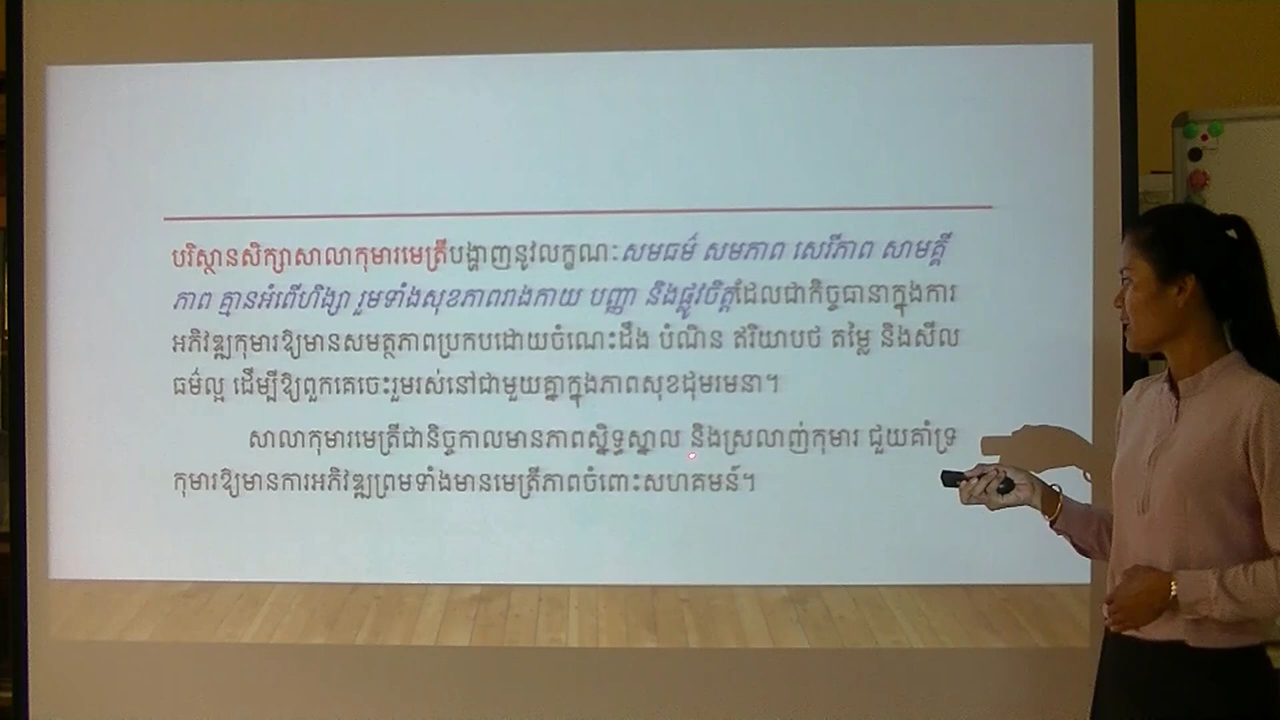 បរិស្ថានសិក្សាសាលាកុមារមេត្រីបង្ហាញនូវលក្ខណៈសមធម៌ សមភាព សេរីភាព សាមគ្គី
ភាព គ្មានអំពើហិង្សា រួមទាំងសុខភាពរាងកាយ បញ្ញា និងផ្លូវចិត្តដែលជាកិច្ចធានាក្នុងការ
អភិវឌ្ឍកុមារឱ្យមានសមត្ថភាពប្រកបដោយចំណេះដឹង បំណិន ឥរិយាបថ តម្លៃ និងសីល
ធម៌ល្អ ដើម្បីឱ្យពួកគេចេះរួមរស់នៅជាមួយគ្នាក្នុងភាពសុខដុមរមនា។
សាលាកុមារមេត្រីជានិច្ចកាលមានភាពស្និទ្ធស្នាល និងស្រលាញ់កុមារ ជួយគាំទ្រ
កុមារឱ្យមានការអភិវឌ្ឍព្រមទាំងមានមេត្រីភាពចំពោះសហគមន៍។